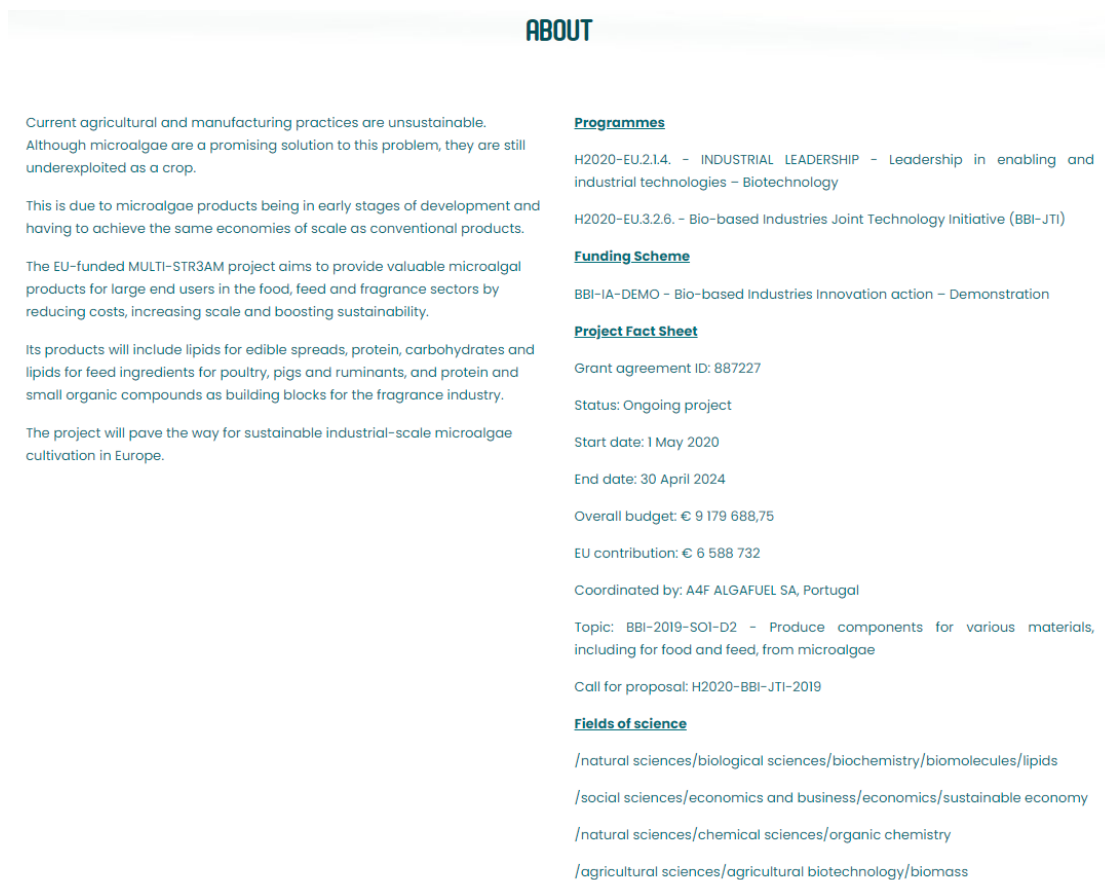 ABOUT
Current agricultural and manufacturing practices are unsustainable.
Although microalgae are a promising solution to this problem, they are still
underexploited as a crop.
This is due to microalgae products being in early stages of development and
having to achieve the same economies of scale as conventional products.
The EU-funded MULTI-STR3AM project aims to provide valuable microalgal
products for large end users in the food, feed and fragrance sectors by
reducing costs, increasing scale and boosting sustainability.
Its products will include lipids for edible spreads, protein, carbohydrates and
lipids for feed ingredients for poultry, pigs and ruminants, and protein and
small organic compounds as building blocks for the fragrance industry.
The project will pave the way for sustainable industrial-scale microalgae
cultivation in Europe.
Programmes
H2020-EU.2.1.4. - INDUSTRIAL LEADERSHIP - Leadership in enabling and
industrial technologies – Biotechnology
H2020-EU.3.2.6. - Bio-based Industries Joint Technology Initiative (BBI-JTI)
Funding Scheme
BBI-IA-DEMO - Bio-based Industries Innovation action – Demonstration
Project Fact Sheet
Grant agreement ID: 887227
Status: Ongoing project
Start date: 1 May 2020
End date: 30 April 2024
Overall budget: € 9 179 688,75
EU contribution: € 6 588 732
Coordinated by: A4F ALGAFUEL SA, Portugal
Topic: BBI-2019-SO1-D2 - Produce components for various materials,
including for food and feed, from microalgae
Call for proposal: H2020-BBI-JTI-2019
Fields of science
/natural sciences/biological sciences/biochemistry/biomolecules/lipids
/social sciences/economics and business/economics/sustainable economy
/natural sciences/chemical sciences/organic chemistry
/agricultural sciences/agricultural biotechnology/biomass